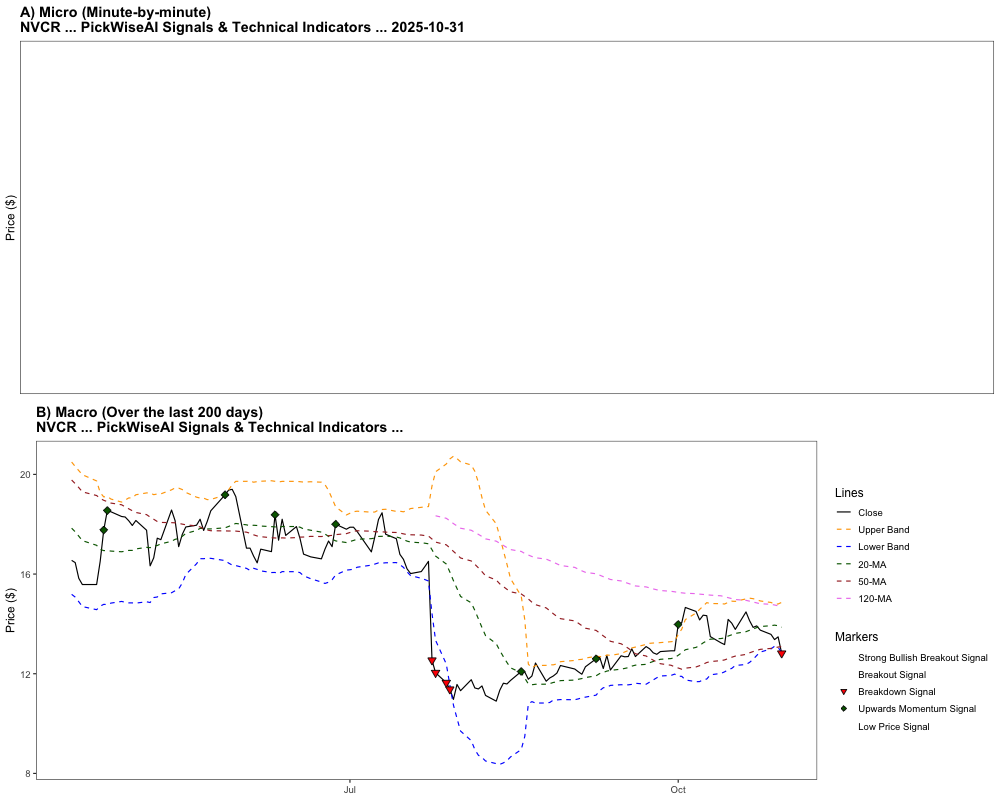 A) Micro (Minute-by-minute)
NVCR ... PickWiseAI Signals & Technical Indicators ... 2025-10-31
Price ($)
B) Macro (Over the last 200 days)
NVCR ... PickWiseAI Signals & Technical Indicators ...
Price ($)
20
16
12
8
Jul
Oct
Lines
Close
Upper Band
Lower Band
20-MA
50-MA
120-MA
Markers
Strong Bullish Breakout Signal
Breakout Signal
Breakdown Signal
Upwards Momentum Signal
Low Price Signal